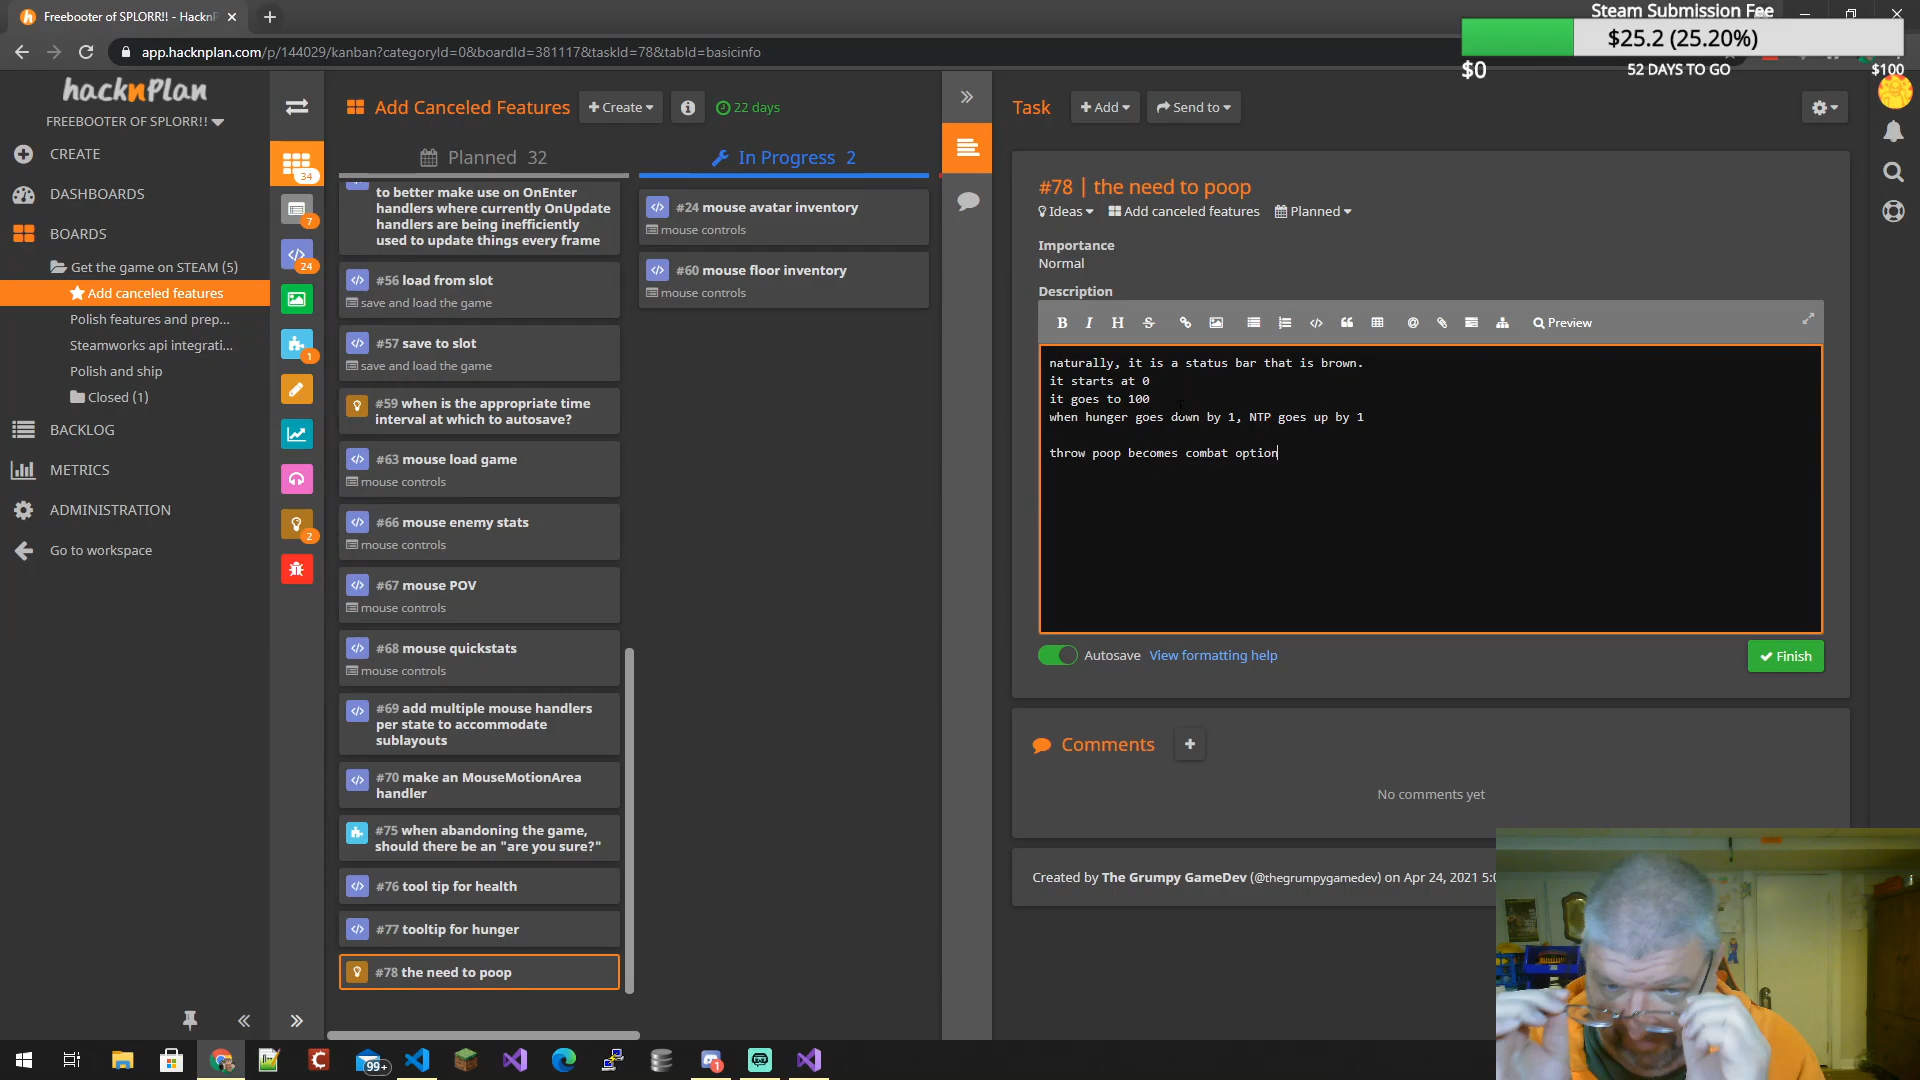 Freebooter of SPLORR!! - HacknP
Steam Submission Fee
$25.2 (25.20%)
$0
52 DAYS TO GO
$100
app.hacknplan.com/p/144029/kanban?categoryId=0&boardId=381117&taskId=78&tabId=basicinfo
hacknPlan
FREEBOOTER OF SPLORR!!
CREATE
DASHBOARDS
BOARDS
Get the game on STEAM (5)
Add canceled features
Polish features and prep...
Steamworks api integrati...
Polish and ship
Closed (1)
BACKLOG
METRICS
ADMINISTRATION
Go to workspace
34
7
24
1
2
Add Canceled Features
Create
22 days
Planned 32
to better make use on OnEnter
handlers where currently OnUpdate
handlers are being inefficiently
used to update things every frame
#56 load from slot
save and load the game
#57 save to slot
save and load the game
#59 when is the appropriate time
interval at which to autosave?
#63 mouse load game
mouse controls
#66 mouse enemy stats
mouse controls
#67 mouse POV
mouse controls
#68 mouse quickstats
mouse controls
#69 add multiple mouse handlers
per state to accommodate
sublayouts
#70 make an MouseMotionArea
handler
#75 when abandoning the game,
should there be an "are you sure?"
#76 tool tip for health
#77 tooltip for hunger
#78 the need to poop
In Progress 2
#24 mouse avatar inventory
mouse controls
#60 mouse floor inventory
mouse controls
Task
Add
Send to
#78 | the need to poop
Ideas
Add canceled features
Planned
Importance
Normal
Description
B I H S
Preview
naturally, it is a status bar that is brown.
it starts at 0
it goes to 100
when hunger goes down by 1, NTP goes up by 1
throw poop becomes combat option
Autosave
View formatting help
Finish
Comments
No comments yet
Created by The Grumpy GameDev (@thegrumpygamedev) on Apr 24, 2021 5:0
99+
1